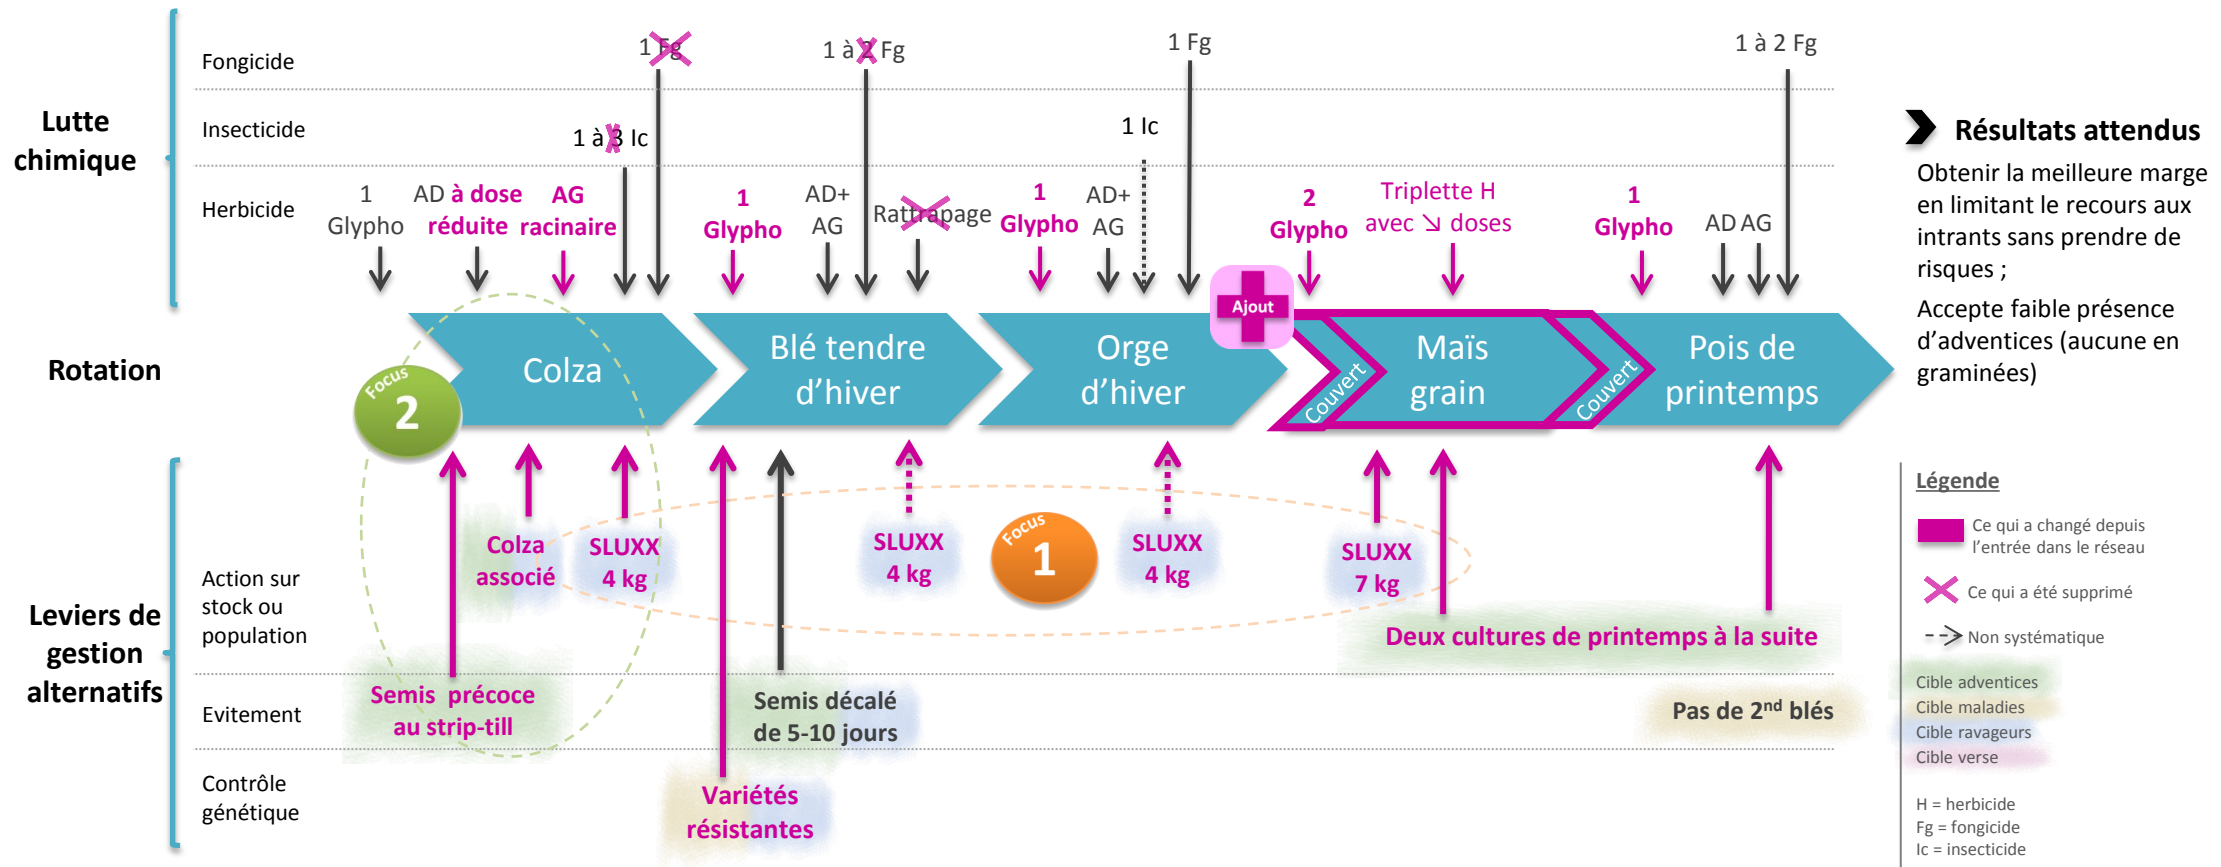 Lutte
chimique
Fongicide
1 Fg
1 à 2 Fg
1 Fg
1 à 2 Fg
Insecticide
1 à 3 Ic
1 Ic
Herbicide
1
Glypho
AD à dose
réduite
AG
racinaire
1
Glypho
AD+
AG
Rattrapage
1
Glypho
AD+
AG
2
Glypho
Triplette H
avec ↘ doses
1
Glypho
AD AG
Ajout
Rotation
Colza
Blé tendre
d’hiver
Orge
d’hiver
Couvert
Maïs
grain
Couvert
Pois de
printemps
Focus
2
Leviers de
gestion
alternatifs
Action sur
stock ou
population
Colza
associé
SLUXX
4 kg
SLUXX
4 kg
Focus
1
SLUXX
4 kg
SLUXX
7 kg
Deux cultures de printemps à la suite
Evitement
Semis précoce
au strip-till
Semis décalé
de 5-10 jours
Pas de 2nd blés
Contrôle
génétique
Variétés
résistantes
Résultats attendus
Obtenir la meilleure marge
en limitant le recours aux
intrants sans prendre de
risques ;
Accepte faible présence
d’adventices (aucune en
graminées)
Légende
Ce qui a changé depuis
l’entrée dans le réseau
Ce qui a été supprimé
Non systématique
Cible adventices
Cible maladies
Cible ravageurs
Cible verse
H = herbicide
Fg = fongicide
Ic = insecticide